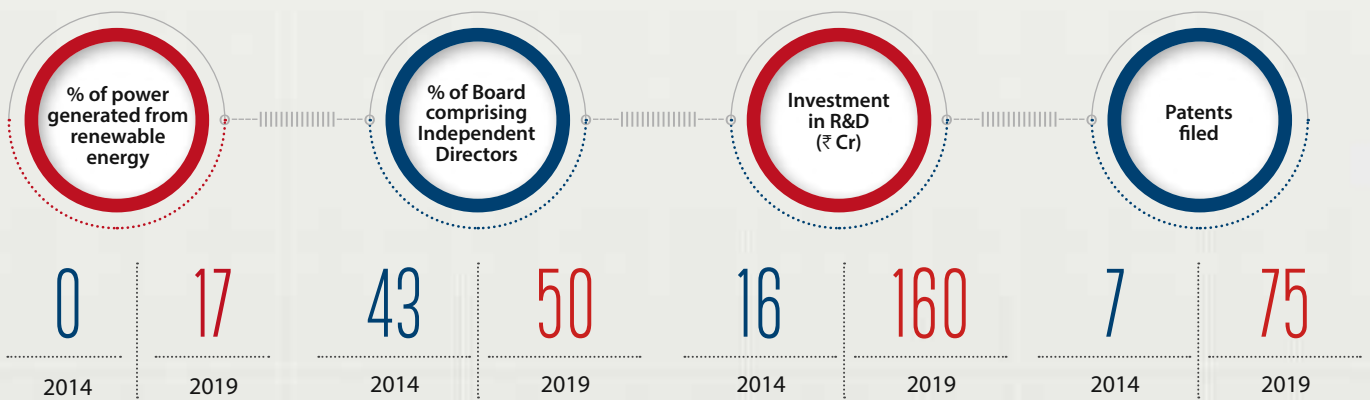 % of power
generated from
renewable
energy
% of Board
comprising
Independent
Directors
Investment
in R&D
(₹ Cr)
Patents
filed
0
17
43
50
16
160
7
75
2014
2019
2014
2019
2014
2019
2014
2019